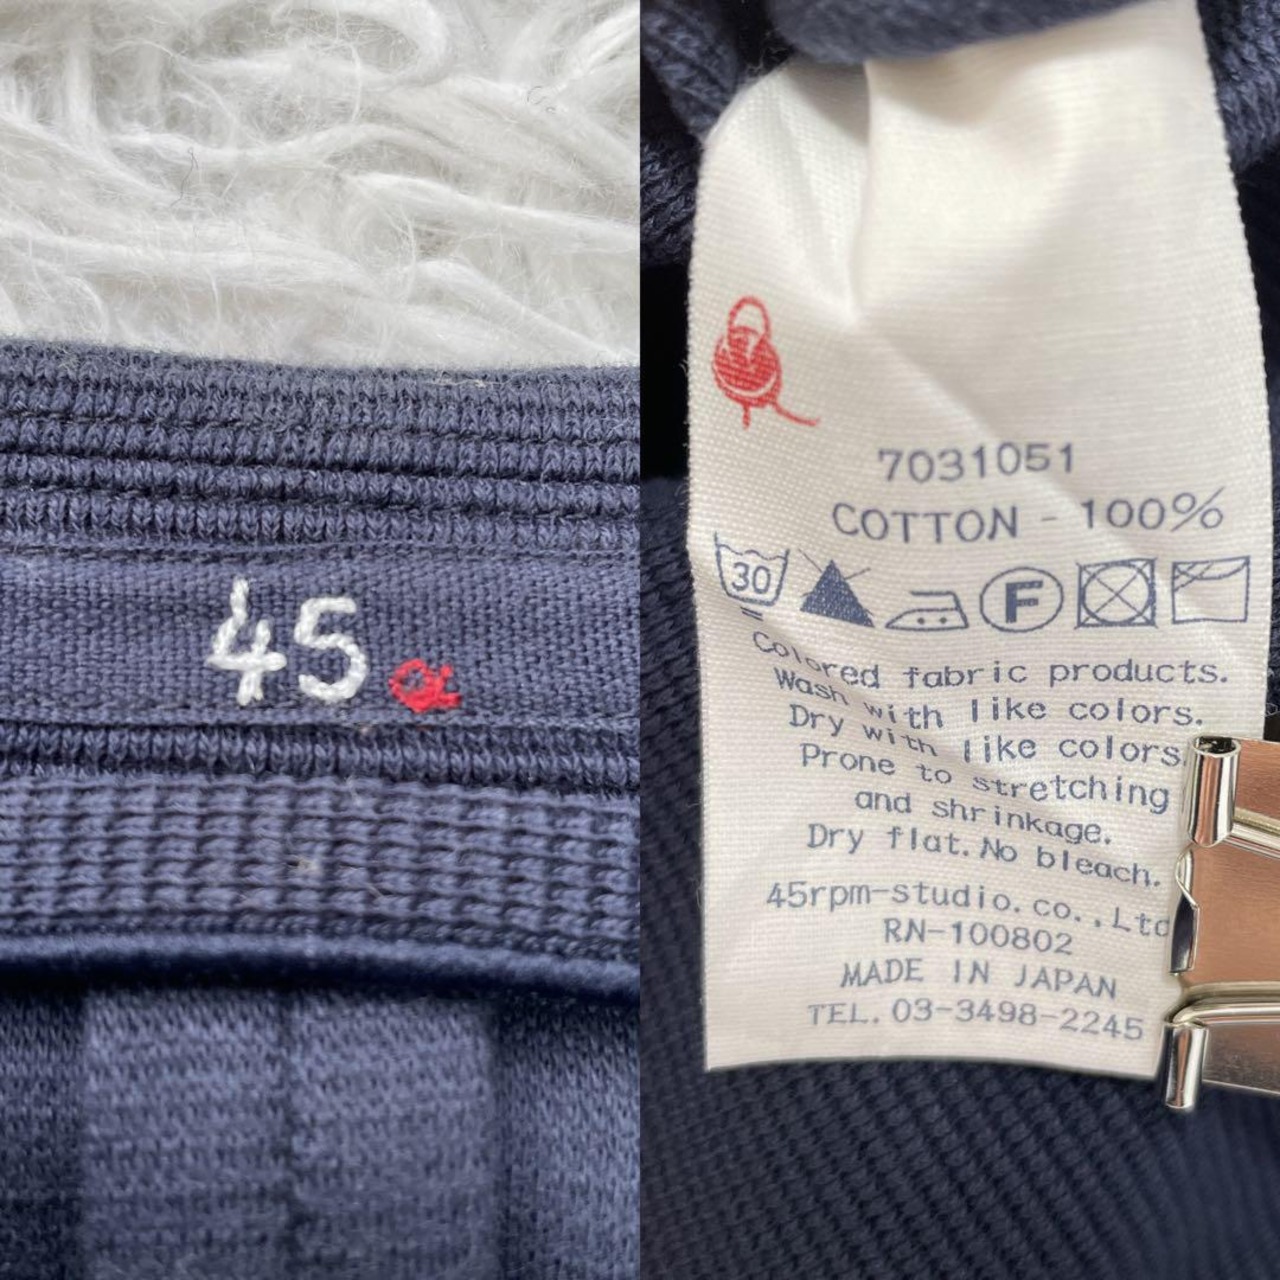 45
R
7031051
COTTON - 100%
30
F
Colored fabric products.
Wash with like colors.
Dry with like colors.
Prone to stretching
and shrinkage.
Dry flat. No bleach.
45rpm-studio.co.,Ltd
RN-100802
MADE IN JAPAN
TEL. 03-3498-2245